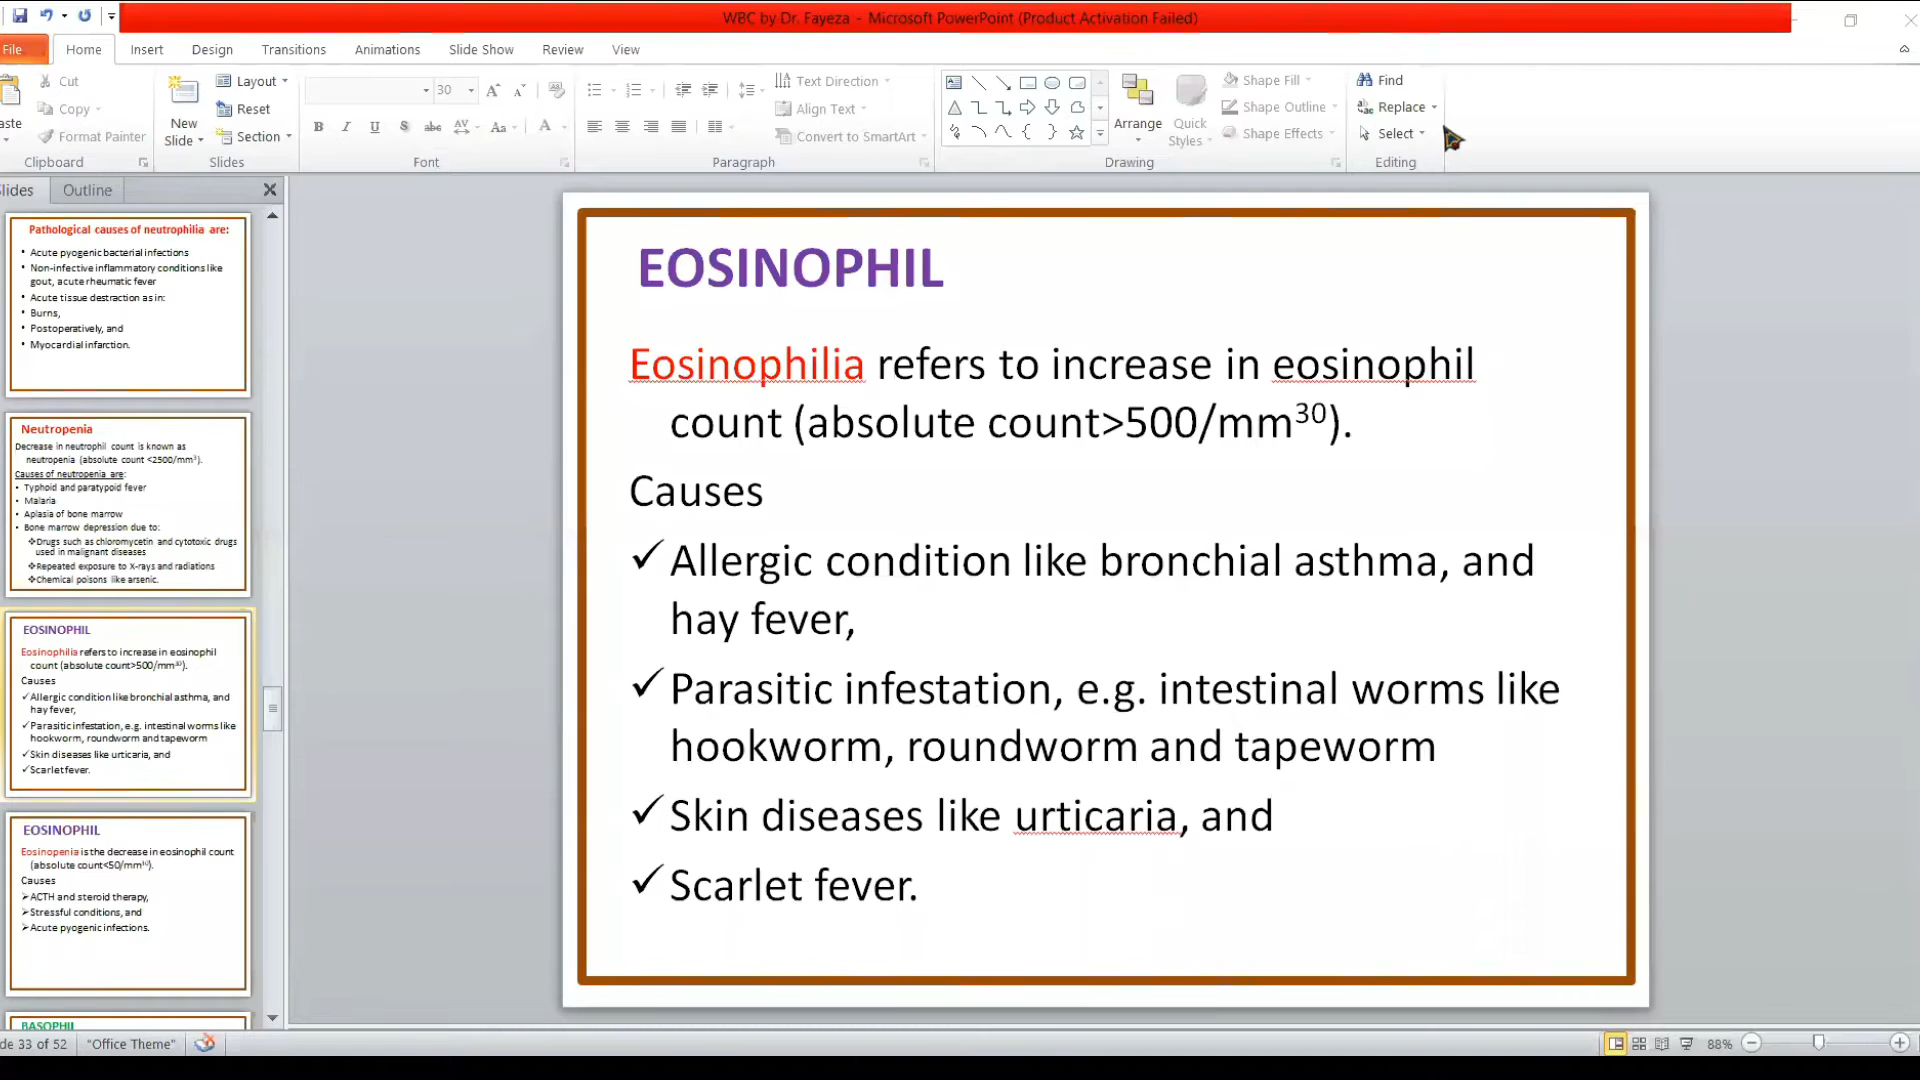 WBC by Dr. Fayeza - Microsoft PowerPoint (Product Activation Failed)
File Home Insert Design Transitions Animations Slide Show Review View
Cut
Copy
Format Painter
Clipboard
New
Slide
Layout
Reset
Section
Slides
30
Font
Text Direction
Align Text
Convert to SmartArt
Paragraph
Arrange
Quick
Styles
Shape Fill
Shape Outline
Shape Effects
Drawing
Find
Replace
Select
Editing
Outline
Pathological causes of neutrophilia are:
• Acute pyogenic bacterial infections
• Non-infective inflammatory conditions like
gout, acute rheumatic fever
• Acute tissue destraction as in:
• Burns,
• Postoperatively, and
• Myocardial infarction.
Neutropenia
Decrease in neutrophil count is known as
neutropenia (absolute count <2500/mm³).
Causes of neutropenia are:
• Typhoid and paratypoid fever
• Malaria
• Aplasia of bone marrow
• Bone marrow depression due to:
❖Drugs such as chloromycetin and cytotoxic drugs
used in malignant diseases
❖Repeated exposure to X-rays and radiations
❖Chemical poisons like arsenic.
EOSINOPHIL
Eosinophilia refers to increase in eosinophil
count (absolute count>500/mm³⁰).
Causes
✓Allergic condition like bronchial asthma, and
hay fever,
✓Parasitic infestation, e.g. intestinal worms like
hookworm, roundworm and tapeworm
✓Skin diseases like urticaria, and
✓Scarlet fever.
EOSINOPHIL
Eosinopenia is the decrease in eosinophil count
(absolute count<50/mm³⁰).
Causes
➢ACTH and steroid therapy,
➢Stressful conditions, and
➢Acute pyogenic infections.
BASOPHIL
EOSINOPHIL
Eosinophilia refers to increase in eosinophil
count (absolute count>500/mm³⁰).
Causes
✓Allergic condition like bronchial asthma, and
hay fever,
✓Parasitic infestation, e.g. intestinal worms like
hookworm, roundworm and tapeworm
✓Skin diseases like urticaria, and
✓Scarlet fever.
33 of 52 "Office Theme" 88%